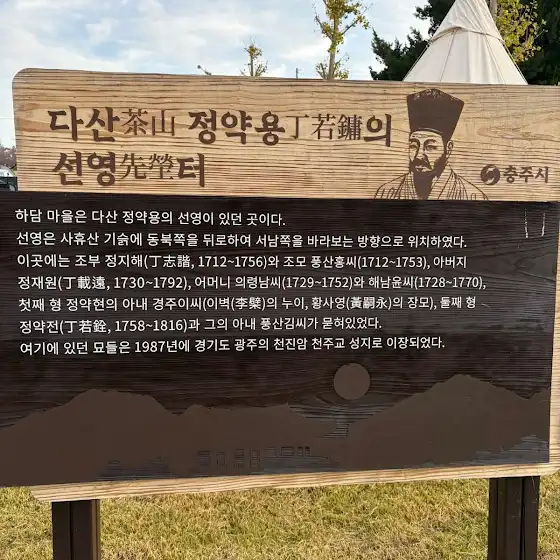 다산茶山 정약용丁若鏞의
선영先塋터
충주시
하담 마을은 다산 정약용의 선영이 있던 곳이다.
선영은 사휴산 기슭에 동북쪽을 뒤로하여 서남쪽을 바라보는 방향으로 위치하였다.
이곳에는 조부 정지해(丁志諧, 1712~1756)와 조모 풍산홍씨(1712~1753), 아버지
정재원(丁載遠, 1730~1792), 어머니 의령남씨(1729~1752)와 해남윤씨(1728~1770),
첫째 형 정약현의 아내 경주이씨(이벽(李檗)의 누이, 황사영(黃嗣永)의 장모), 둘째 형
정약전(丁若銓, 1758~1816)과 그의 아내 풍산김씨가 묻혀있었다.
여기에 있던 묘들은 1987년에 경기도 광주의 천진암 천주교 성지로 이장되었다.